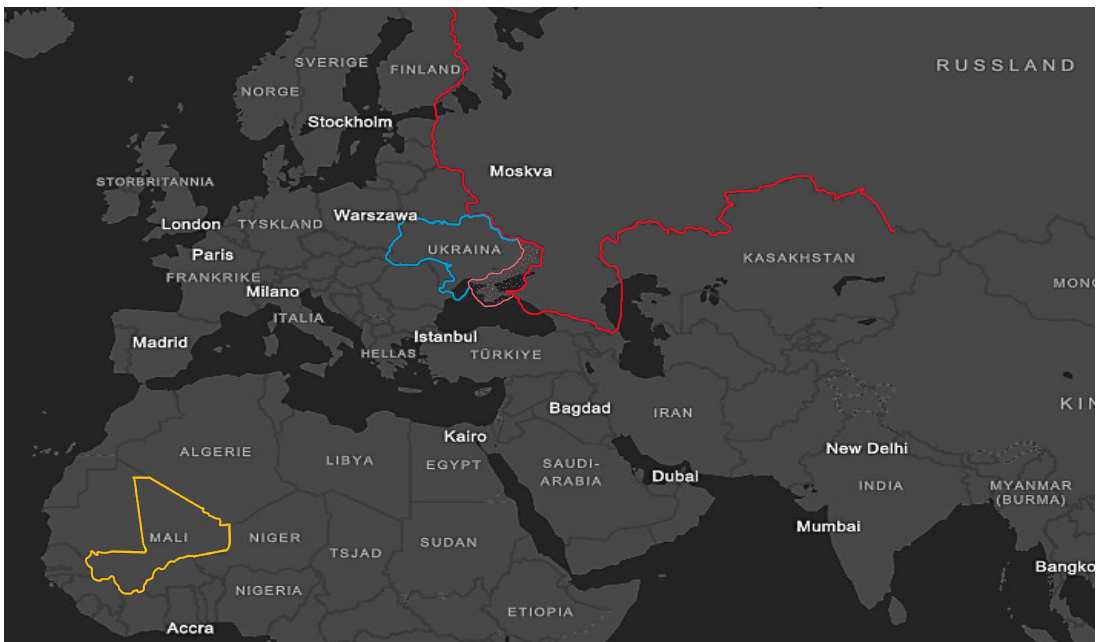 SVERIGE
FINLAND
RUSSLAND
NORGE
Stockholm
Moskva
STORBRITANNIA
London
TYSKLAND
Warszawa
UKRAINA
Paris
KASAKHSTAN
FRANKRIKE
Milano
MONG
ITALIA
Madrid
Istanbul
HELLAS
TÜRKIYE
KIN
Bagdad
IRAN
Kairo
ALGERIE
LIBYA
EGYPT
SAUDI-
ARABIA
Dubai
New Delhi
INDIA
MYANMAR
(BURMA)
Mumbai
MALI
NIGER
TSJAD
SUDAN
Bangko
NIGERIA
ETIOPIA
Accra